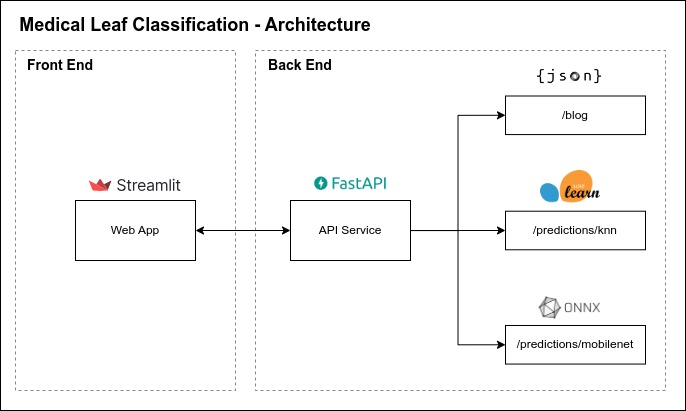 Medical Leaf Classification - Architecture
Front End
Back End
{json}
/blog
Streamlit
FastAPI
learn
Web App
API Service
/predictions/knn
ONNX
/predictions/mobilenet